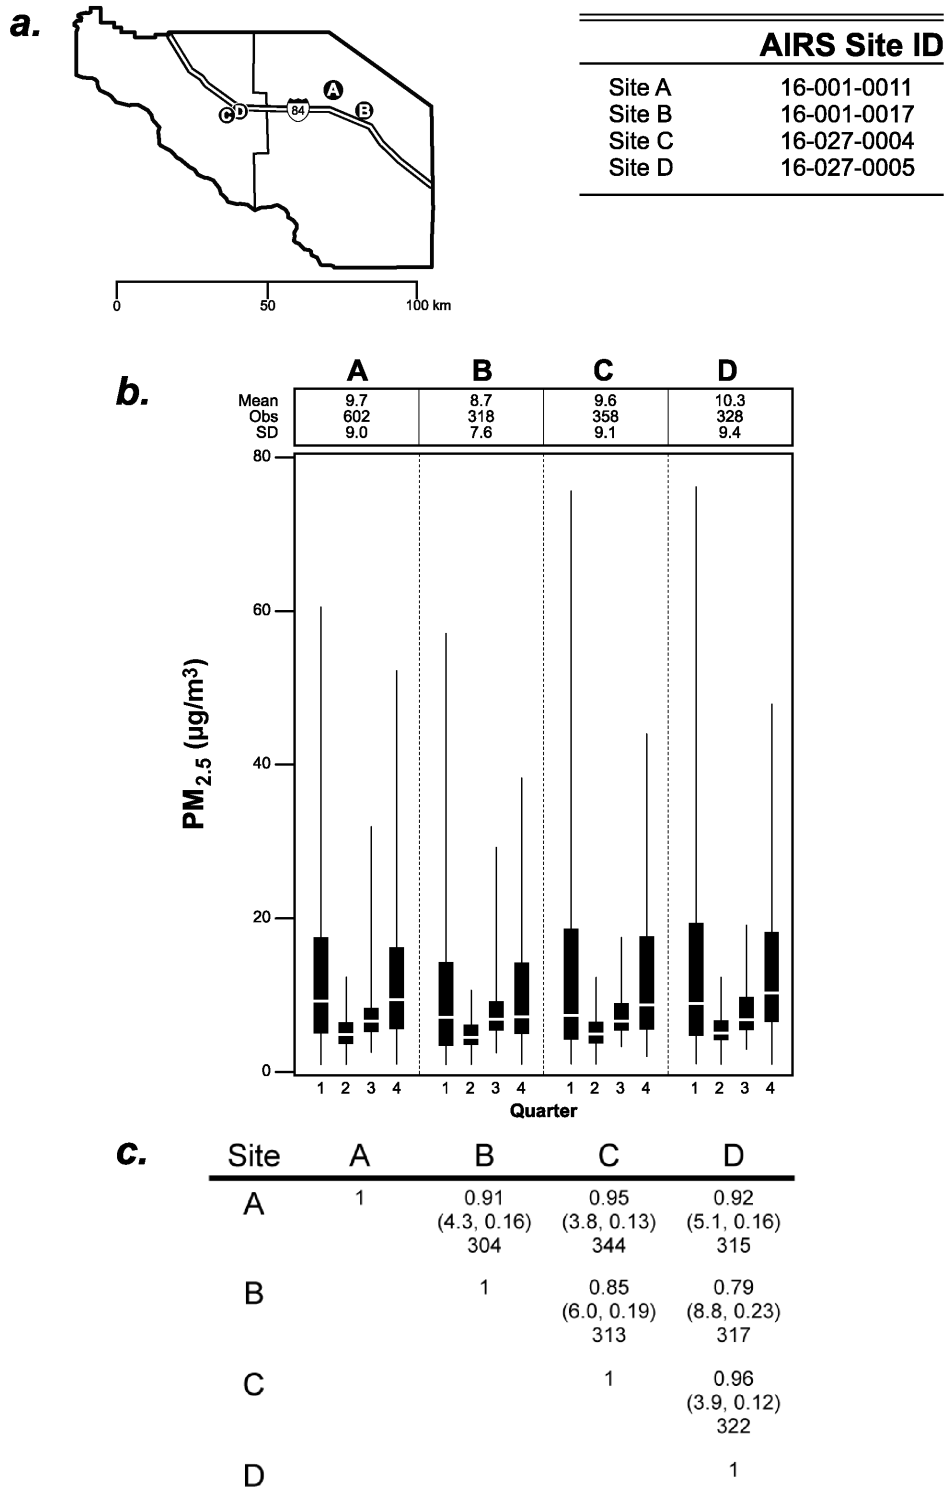 a.
A
B
C D
84
0 50 100 km
AIRS Site ID
Site A 16-001-0011
Site B 16-001-0017
Site C 16-027-0004
Site D 16-027-0005
b.
A B C D
Mean 9.7 8.7 9.6 10.3
Obs 602 318 358 328
SD 9.0 7.6 9.1 9.4
80
60
40
20
0
PM2.5 (µg/m³)
1 2 3 4 1 2 3 4 1 2 3 4 1 2 3 4
Quarter
c.
Site A B C D
A 1 0.91 0.95 0.92
(4.3, 0.16) (3.8, 0.13) (5.1, 0.16)
304 344 315
B 1 0.85 0.79
(6.0, 0.19) (8.8, 0.23)
313 317
C 1 0.96
(3.9, 0.12)
322
D 1